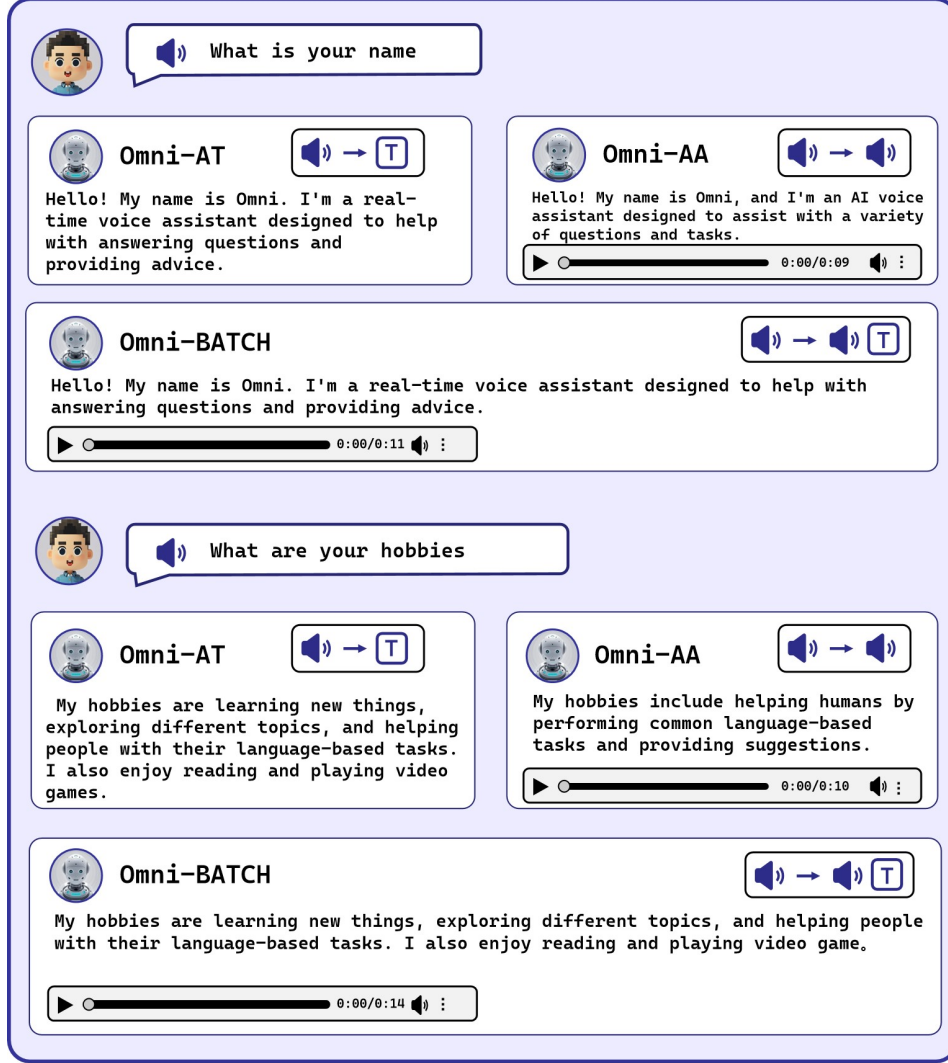 What is your name
Omni-AT
T
Hello! My name is Omni. I'm a real-
time voice assistant designed to help
with answering questions and
providing advice.
Omni-AA
Hello! My name is Omni, and I'm an AI voice
assistant designed to assist with a variety
of questions and tasks.
0:00/0:09
Omni-BATCH
T
Hello! My name is Omni. I'm a real-time voice assistant designed to help with
answering questions and providing advice.
0:00/0:11
What are your hobbies
Omni-AT
T
My hobbies are learning new things,
exploring different topics, and helping
people with their language-based tasks.
I also enjoy reading and playing video
games.
Omni-AA
My hobbies include helping humans by
performing common language-based
tasks and providing suggestions.
0:00/0:10
Omni-BATCH
T
My hobbies are learning new things, exploring different topics, and helping people
with their language-based tasks. I also enjoy reading and playing video game。
0:00/0:14